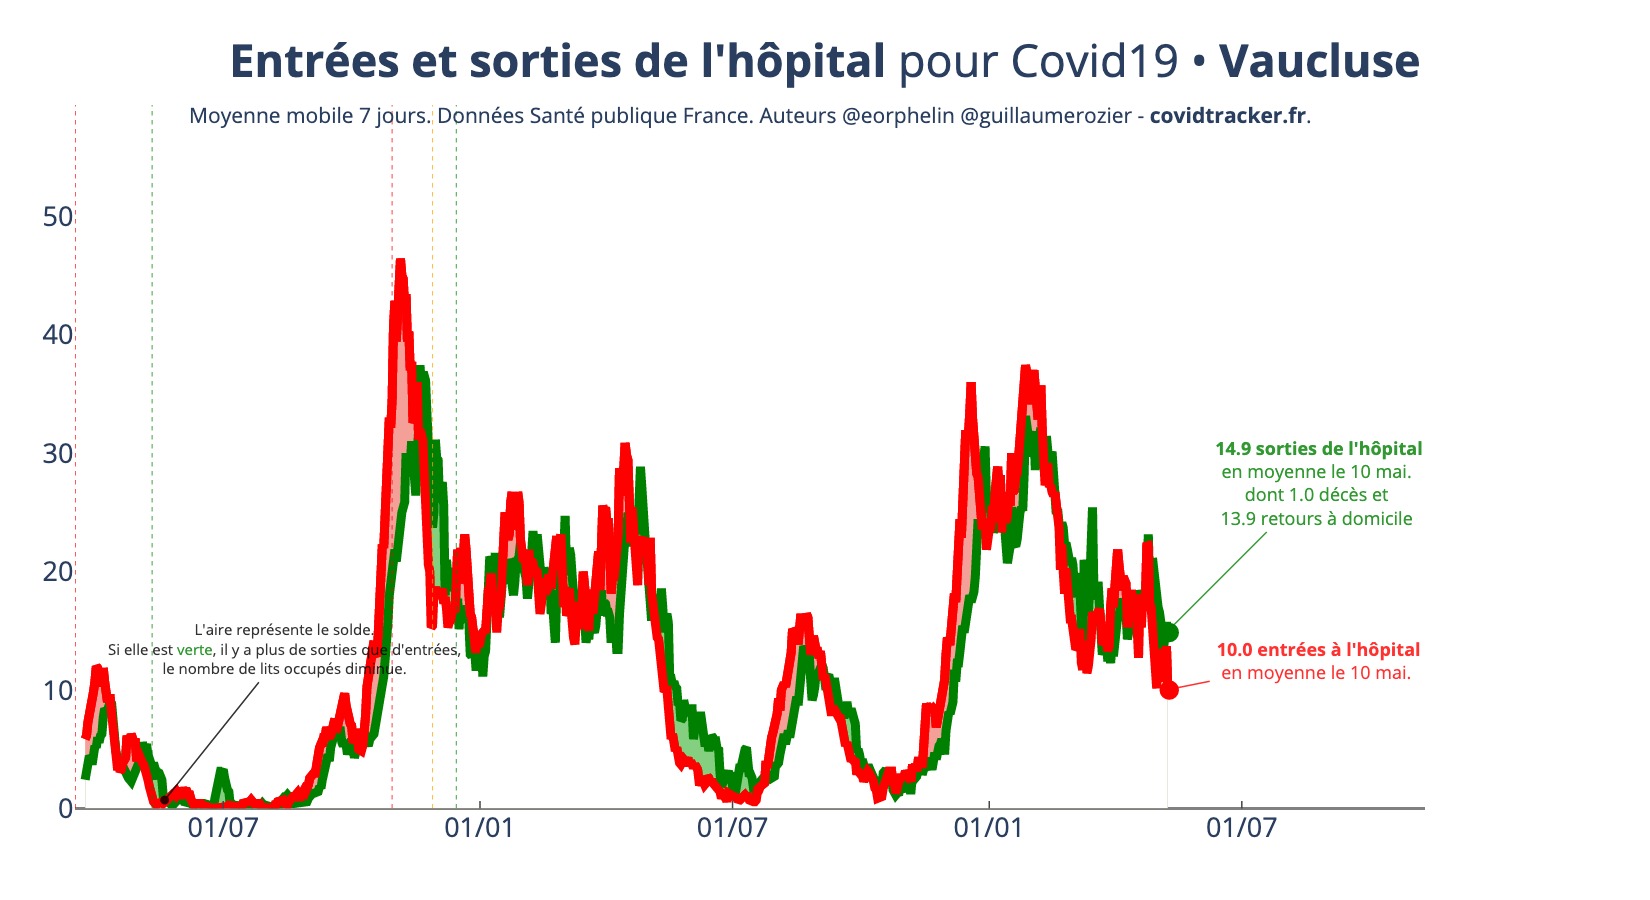 Entrées et sorties de l'hôpital pour Covid19 • Vaucluse
Moyenne mobile 7 jours. Données Santé publique France. Auteurs @eorphelin @guillaumerozier - covidtracker.fr.
50
40
30
20
10
0
14.9 sorties de l'hôpital
en moyenne le 10 mai.
dont 1.0 décès et
13.9 retours à domicile
L'aire représente le solde.
Si elle est verte, il y a plus de sorties que d'entrées,
le nombre de lits occupés diminue.
10.0 entrées à l'hôpital
en moyenne le 10 mai.
01/07 01/01 01/07 01/01 01/07